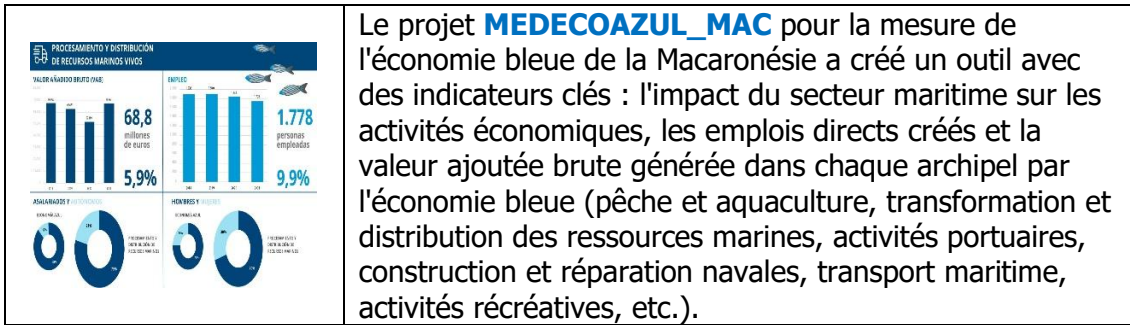 PROCESAMIENTO Y DISTRIBUCIÓN
DE RECURSOS MARINOS VIVOS
VALOR AÑADIDO BRUTO (VAB)
68,8
millones
de euros
5,9%
EMPLEO
1.778
personas
empleadas
9,9%
ASALARIADOS Y
HOMBRES Y
Le projet MEDECOAZUL_MAC pour la mesure de
l'économie bleue de la Macaronésie a créé un outil avec
des indicateurs clés : l'impact du secteur maritime sur les
activités économiques, les emplois directs créés et la
valeur ajoutée brute générée dans chaque archipel par
l'économie bleue (pêche et aquaculture, transformation et
distribution des ressources marines, activités portuaires,
construction et réparation navales, transport maritime,
activités récréatives, etc.).